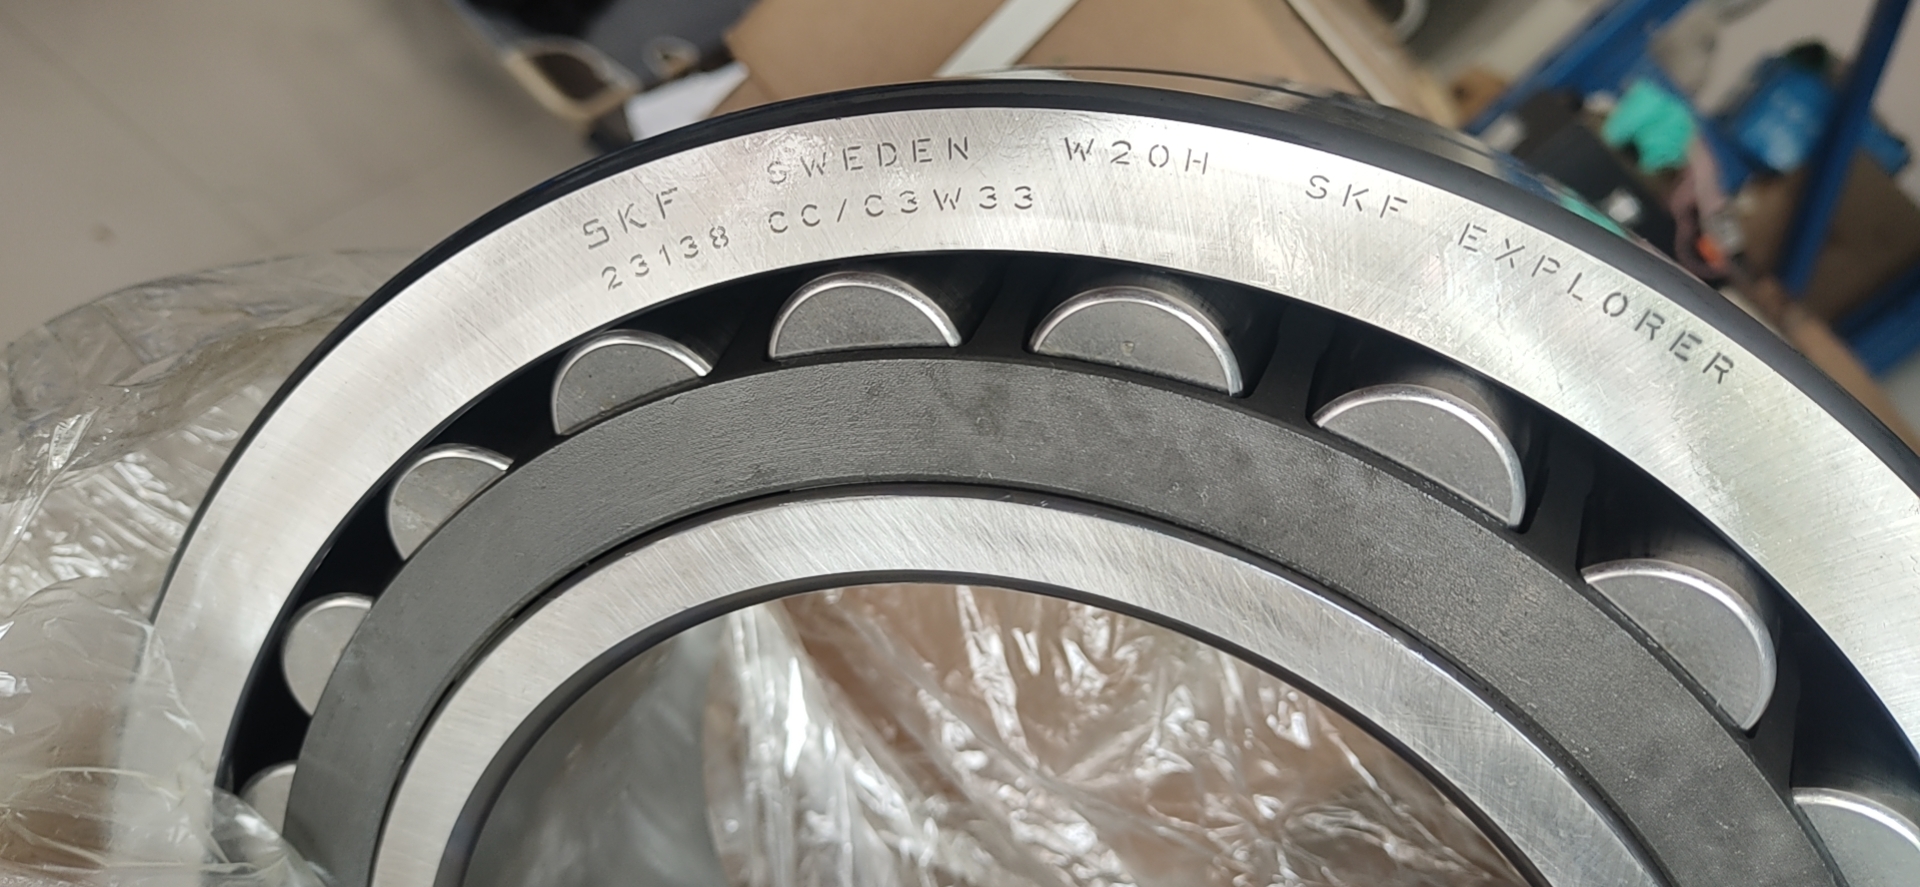 SKF SWEDEN W20H SKF EXPLORER
23138 CC/C3W33